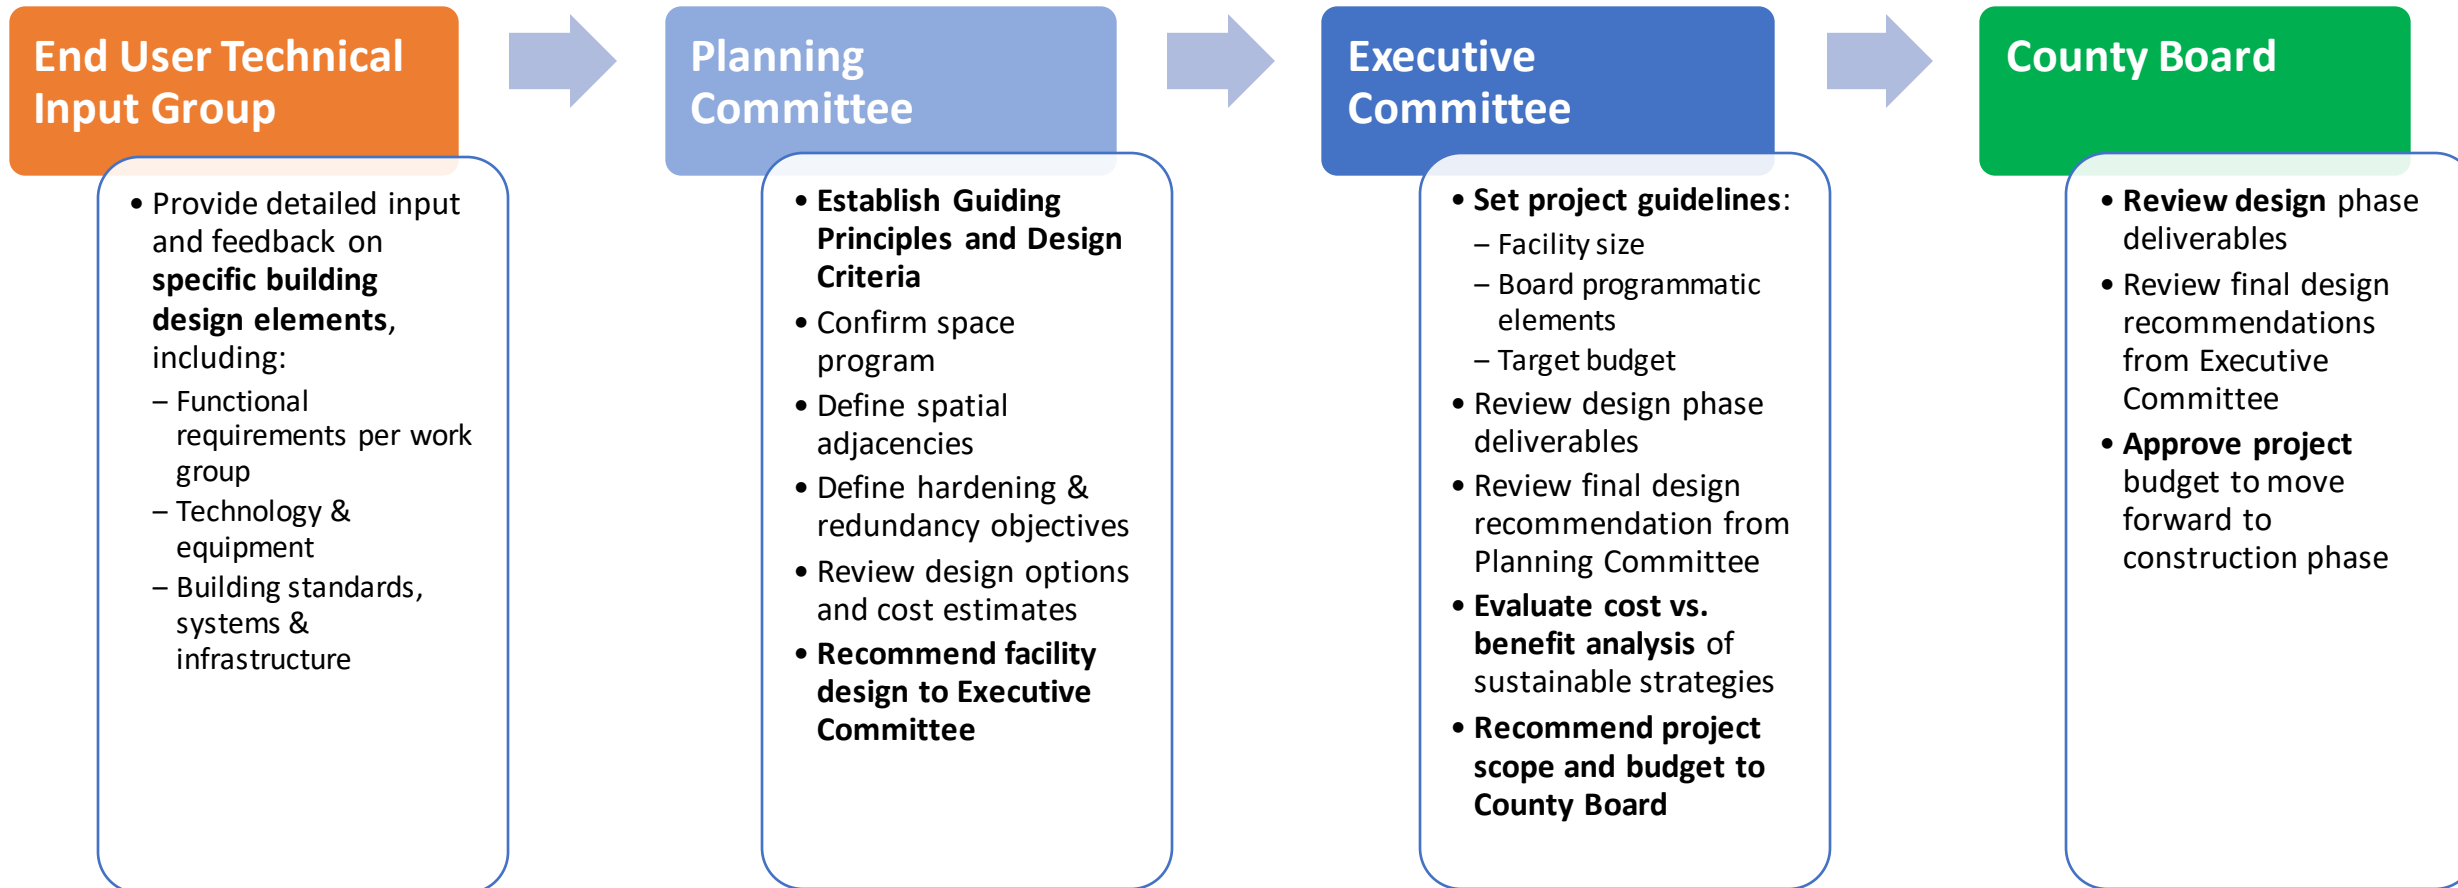 End User Technical
Input Group
• Provide detailed input
and feedback on
specific building
design elements,
including:
– Functional
requirements per work
group
– Technology &
equipment
– Building standards,
systems &
infrastructure
Planning
Committee
• Establish Guiding
Principles and Design
Criteria
• Confirm space
program
• Define spatial
adjacencies
• Define hardening &
redundancy objectives
• Review design options
and cost estimates
• Recommend facility
design to Executive
Committee
Executive
Committee
• Set project guidelines:
– Facility size
– Board programmatic
elements
– Target budget
• Review design phase
deliverables
• Review final design
recommendation from
Planning Committee
• Evaluate cost vs.
benefit analysis of
sustainable strategies
• Recommend project
scope and budget to
County Board
County Board
• Review design phase
deliverables
• Review final design
recommendations
from Executive
Committee
• Approve project
budget to move
forward to
construction phase